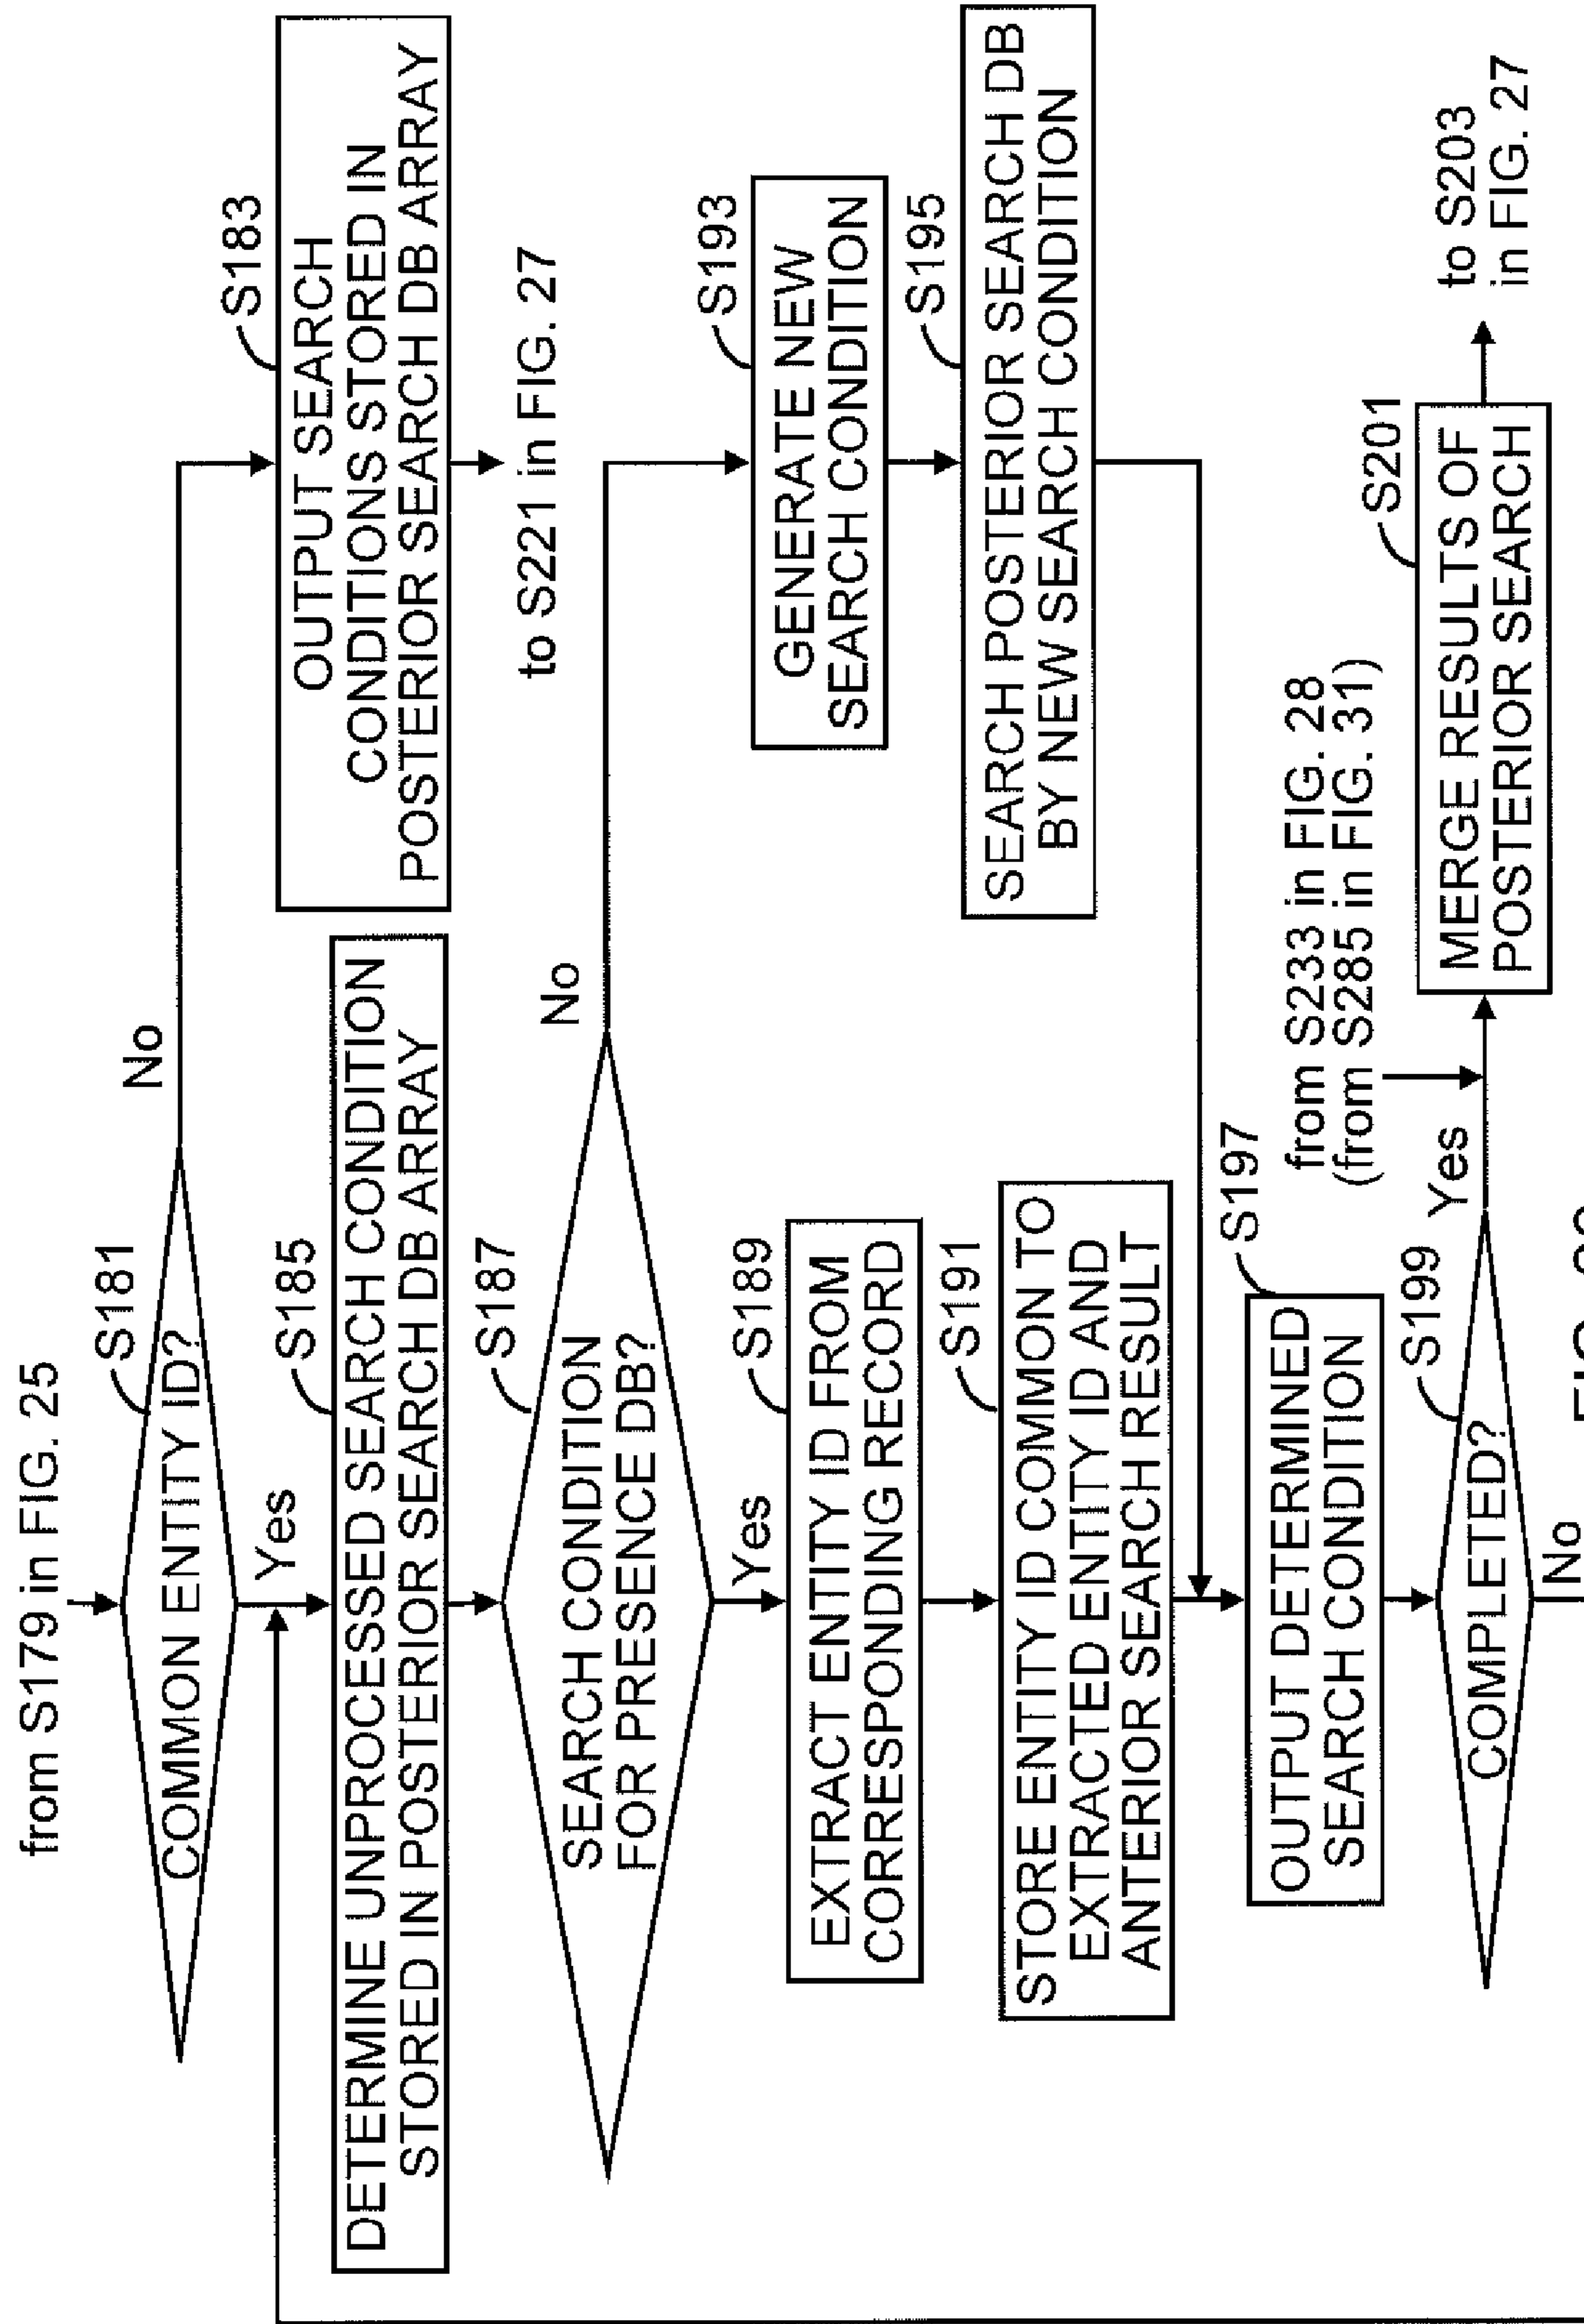 from S179 in FIG. 25
S181
COMMON ENTITY ID?
No
Yes
S183
OUTPUT SEARCH
CONDITIONS STORED IN
POSTERIOR SEARCH DB ARRAY
to S221 in FIG. 27
S185
DETERMINE UNPROCESSED SEARCH CONDITION
STORED IN POSTERIOR SEARCH DB ARRAY
S187
SEARCH CONDITION
FOR PRESENCE DB?
No
Yes
S189
EXTRACT ENTITY ID FROM
CORRESPONDING RECORD
S191
STORE ENTITY ID COMMON TO
EXTRACTED ENTITY ID AND
ANTERIOR SEARCH RESULT
S193
GENERATE NEW
SEARCH CONDITION
S195
SEARCH POSTERIOR SEARCH DB
BY NEW SEARCH CONDITION
S197
OUTPUT DETERMINED
SEARCH CONDITION
S199
COMPLETED?
Yes
No
from S233 in FIG. 28
(from S285 in FIG. 31)
S201
MERGE RESULTS OF
POSTERIOR SEARCH
to S203
in FIG. 27